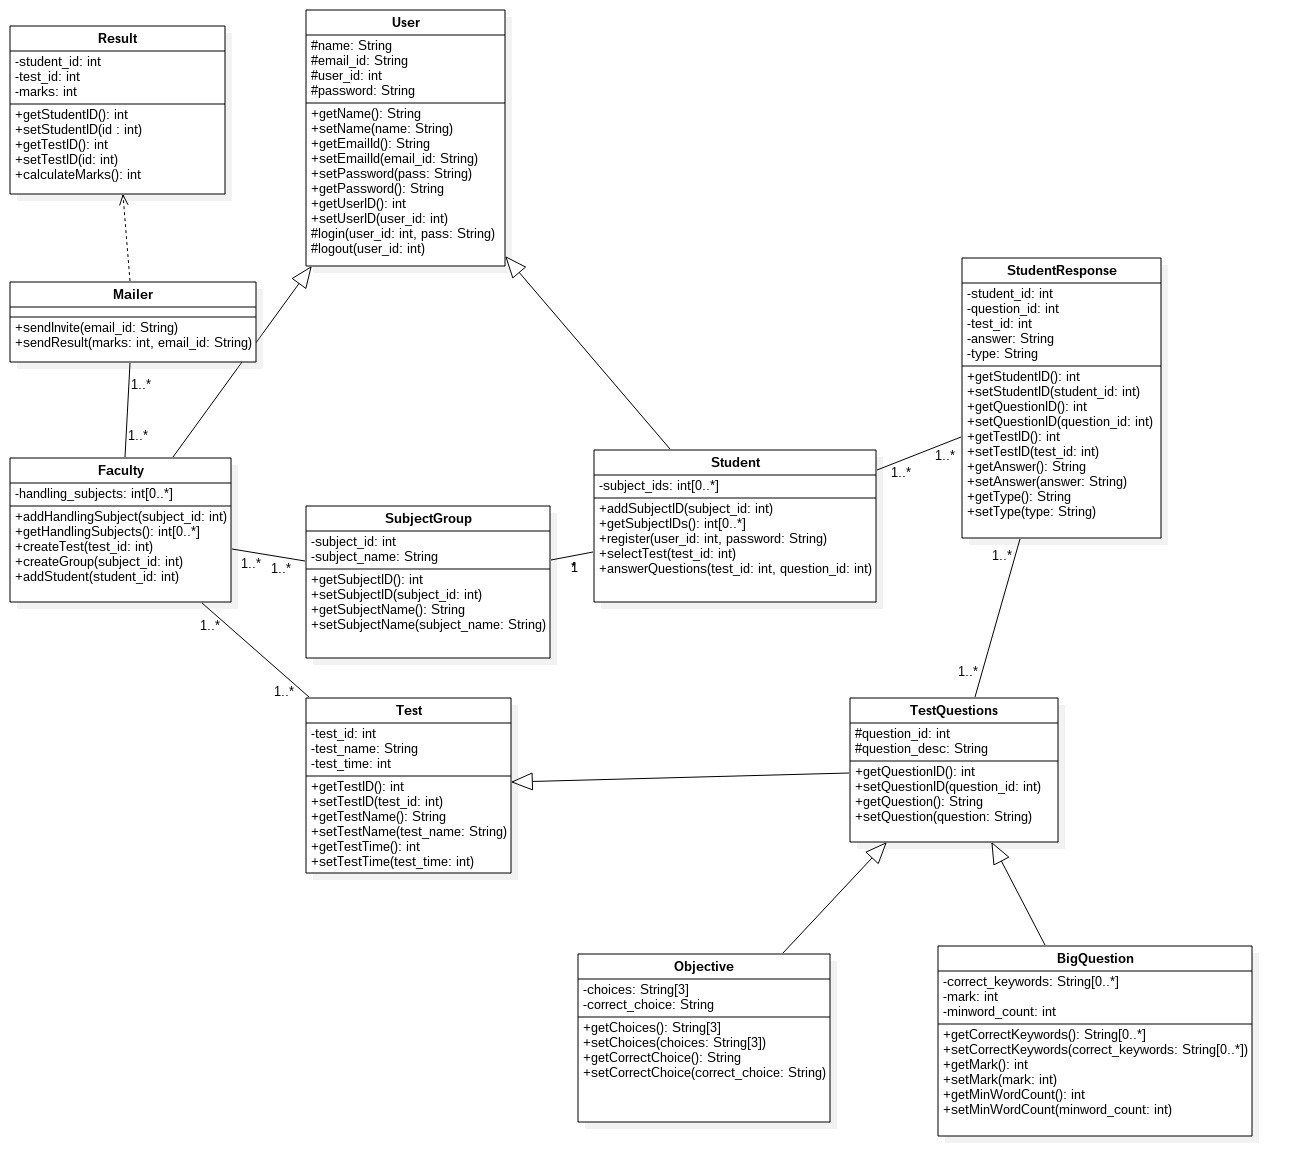 Result
-student_id: int
-test_id: int
-marks: int
+getStudentID(): int
+setStudentID(id : int)
+getTestID(): int
+setTestID(id: int)
+calculateMarks(): int
User
#name: String
#email_id: String
#user_id: int
#password: String
+getName(): String
+setName(name: String)
+getEmailId(): String
+setEmailId(email_id: String)
+setPassword(pass: String)
+getPassword(): String
+getUserID(): int
+setUserID(user_id: int)
#login(user_id: int, pass: String)
#logout(user_id: int)
Mailer
+sendInvite(email_id: String)
+sendResult(marks: int, email_id: String)
1..*
1..*
StudentResponse
-student_id: int
-question_id: int
-test_id: int
-answer: String
-type: String
+getStudentID(): int
+setStudentID(student_id: int)
+getQuestionID(): int
+setQuestionID(question_id: int)
+getTestID(): int
+setTestID(test_id: int)
+getAnswer(): String
+setAnswer(answer: String)
+getType(): String
+setType(type: String)
Faculty
-handling_subjects: int[0..*]
+addHandlingSubject(subject_id: int)
+getHandlingSubjects(): int[0..*]
+createTest(test_id: int)
+createGroup(subject_id: int)
+addStudent(student_id: int)
1..*
1..*
SubjectGroup
-subject_id: int
-subject_name: String
+getSubjectID(): int
+setSubjectID(subject_id: int)
+getSubjectName(): String
+setSubjectName(subject_name: String)
1
Student
-subject_ids: int[0..*]
+addSubjectID(subject_id: int)
+getSubjectIDs(): int[0..*]
+register(user_id: int, password: String)
+selectTest(test_id: int)
+answerQuestions(test_id: int, question_id: int)
1..*
1..*
1..*
1..*
1..*
1..*
Test
-test_id: int
-test_name: String
-test_time: int
+getTestID(): int
+setTestID(test_id: int)
+getTestName(): String
+setTestName(test_name: String)
+getTestTime(): int
+setTestTime(test_time: int)
TestQuestions
#question_id: int
#question_desc: String
+getQuestionID(): int
+setQuestionID(question_id: int)
+getQuestion(): String
+setQuestion(question: String)
Objective
-choices: String[3]
-correct_choice: String
+getChoices(): String[3]
+setChoices(choices: String[3])
+getCorrectChoice(): String
+setCorrectChoice(correct_choice: String)
BigQuestion
-correct_keywords: String[0..*]
-mark: int
-minword_count: int
+getCorrectKeywords(): String[0..*]
+setCorrectKeywords(correct_keywords: String[0..*])
+getMark(): int
+setMark(mark: int)
+getMinWordCount(): int
+setMinWordCount(minword_count: int)